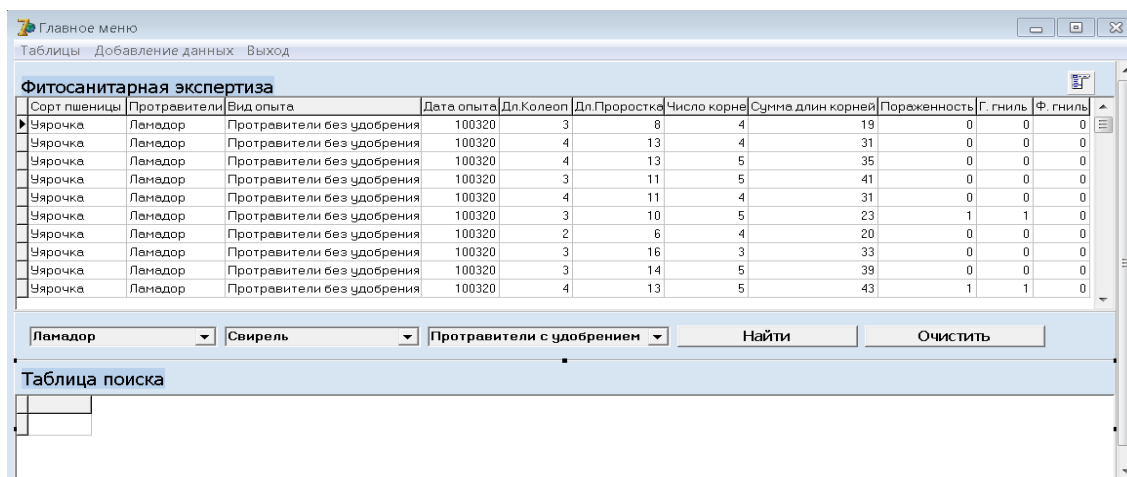 Главное меню
Таблицы Добавление данных Выход
Фитосанитарная экспертиза
Сорт пшеницы Протравители Вид опыта Дата опыта Дл.Колеоп Дл.Проростка Число корне Сумма длин корней Пораженность Г. гниль Ф. гниль
Уярочка Ламадор Протравители без удобрения 100320 3 8 4 19 0 0 0
Уярочка Ламадор Протравители без удобрения 100320 4 13 4 31 0 0 0
Уярочка Ламадор Протравители без удобрения 100320 4 13 5 35 0 0 0
Уярочка Ламадор Протравители без удобрения 100320 3 11 5 41 0 0 0
Уярочка Ламадор Протравители без удобрения 100320 4 11 4 31 0 0 0
Уярочка Ламадор Протравители без удобрения 100320 3 10 5 23 1 1 0
Уярочка Ламадор Протравители без удобрения 100320 2 6 4 20 0 0 0
Уярочка Ламадор Протравители без удобрения 100320 3 16 3 33 0 0 0
Уярочка Ламадор Протравители без удобрения 100320 3 14 5 39 0 0 0
Уярочка Ламадор Протравители без удобрения 100320 4 13 5 43 1 1 0
Ламадор Свирель Протравители с удобрением Найти Очистить
Таблица поиска